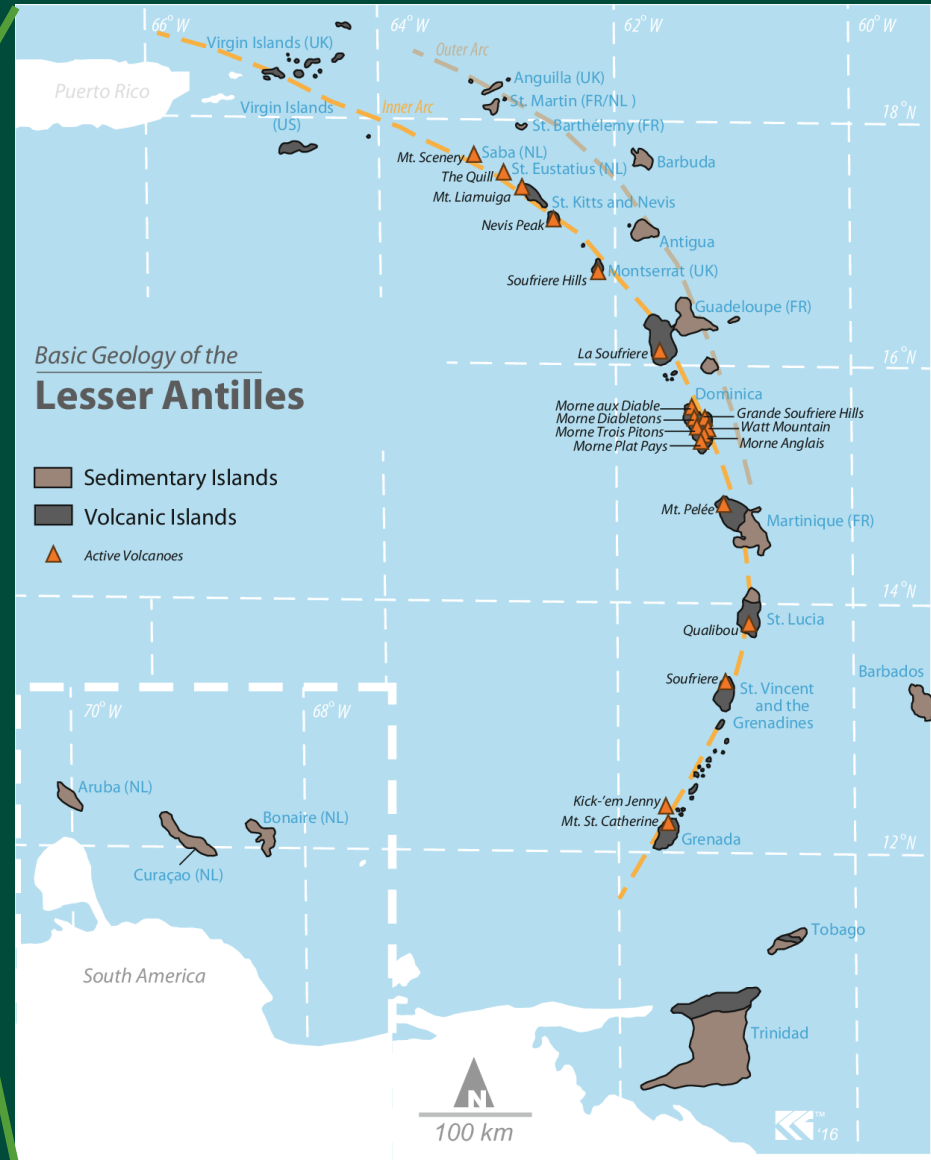 66° W
64° W
62° W
60° W
Virgin Islands (UK)
Outer Arc
Puerto Rico
Anguilla (UK)
St. Martin (FR/NL )
Inner Arc
Virgin Islands
(US)
18° N
St. Barthélemy (FR)
Mt. Scenery
Saba (NL)
Barbuda
The Quill
St. Eustatius (NL)
Mt. Liamuiga
St. Kitts and Nevis
Nevis Peak
Antigua
Soufriere Hills
Montserrat (UK)
Guadeloupe (FR)
La Soufriere
16° N
Basic Geology of the
Lesser Antilles
Dominica
Morne aux Diable
Morne Diabletons
Morne Trois Pitons
Morne Plat Pays
Grande Soufriere Hills
Watt Mountain
Morne Anglais
Sedimentary Islands
Volcanic Islands
Active Volcanoes
Mt. Pelée
Martinique (FR)
14° N
St. Lucia
Qualibou
Soufriere
Barbados
St. Vincent
and the
Grenadines
70° W
68° W
Aruba (NL)
Bonaire (NL)
Curaçao (NL)
Kick-'em Jenny
Mt. St. Catherine
Grenada
12° N
Tobago
South America
Trinidad
N
100 km
TM
'16